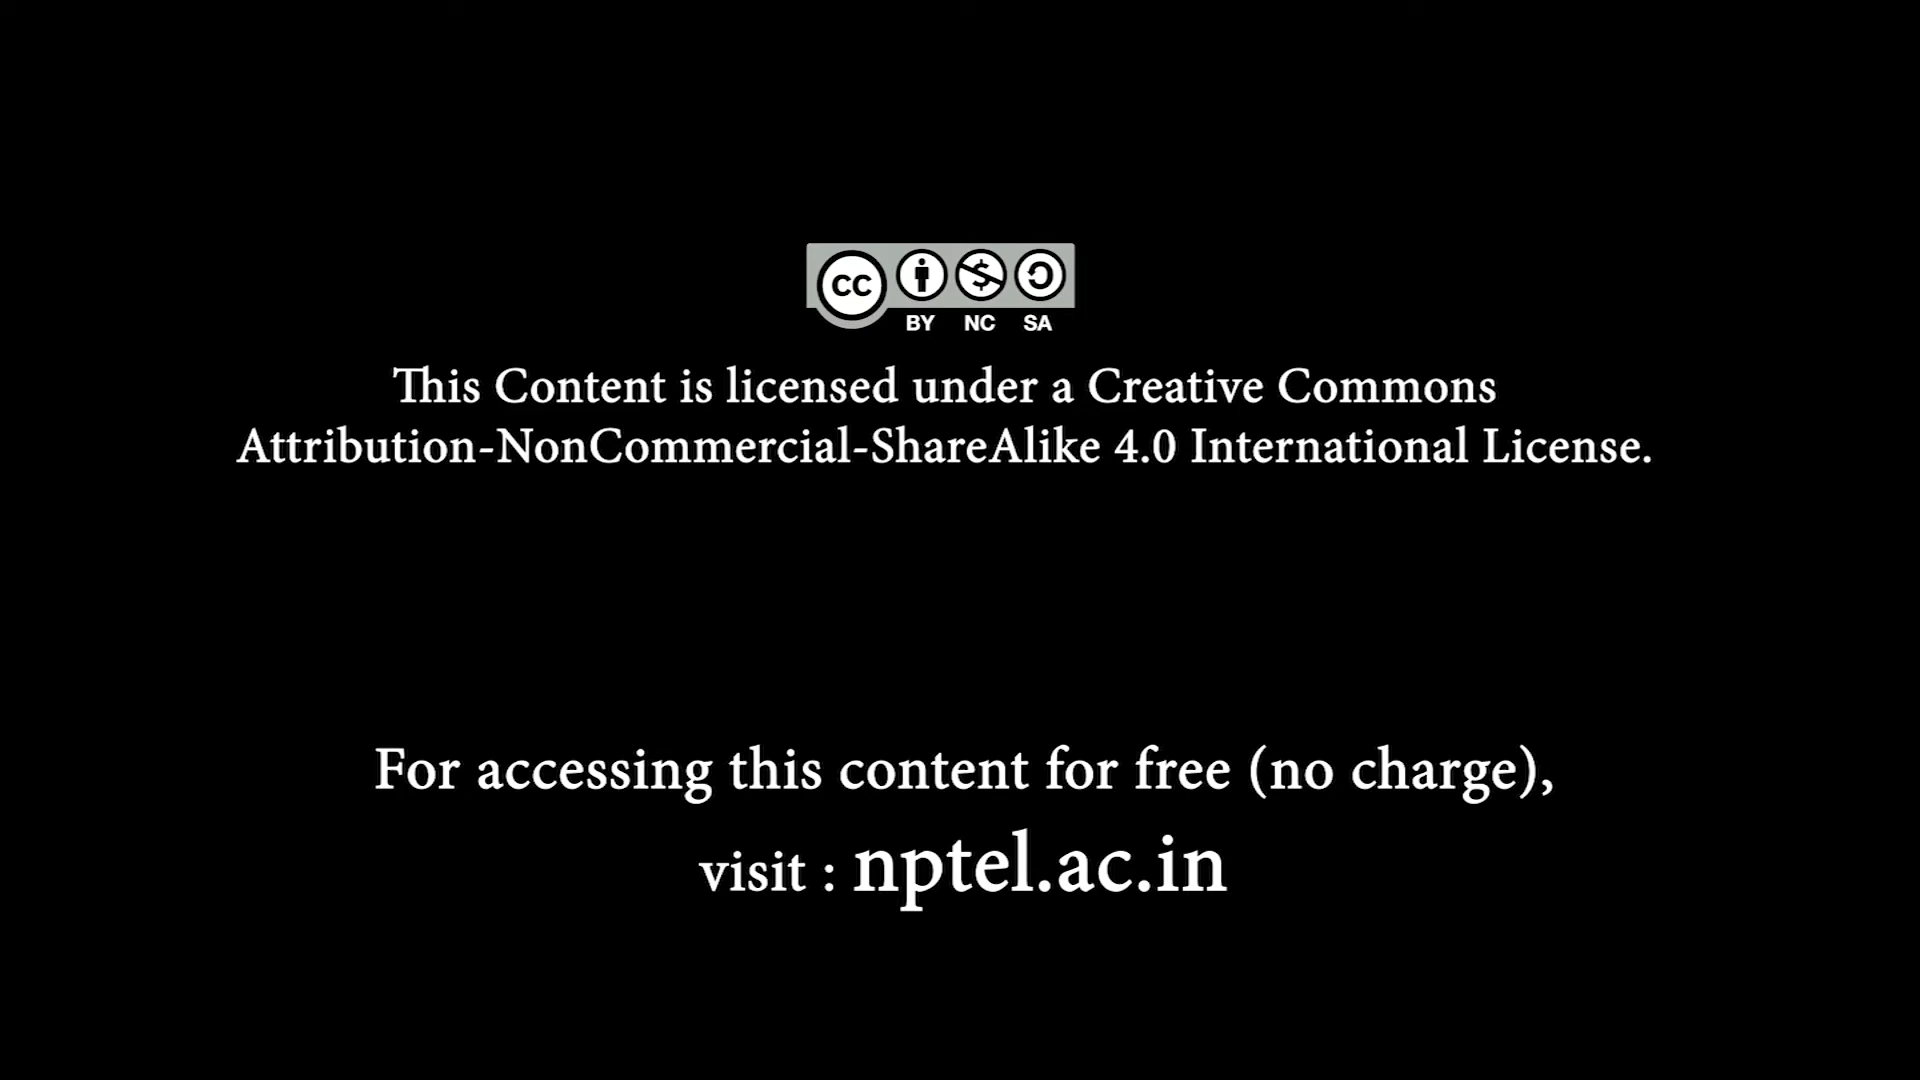 cc
BY NC SA
This Content is licensed under a Creative Commons
Attribution-NonCommercial-ShareAlike 4.0 International License.
For accessing this content for free (no charge),
visit : nptel.ac.in